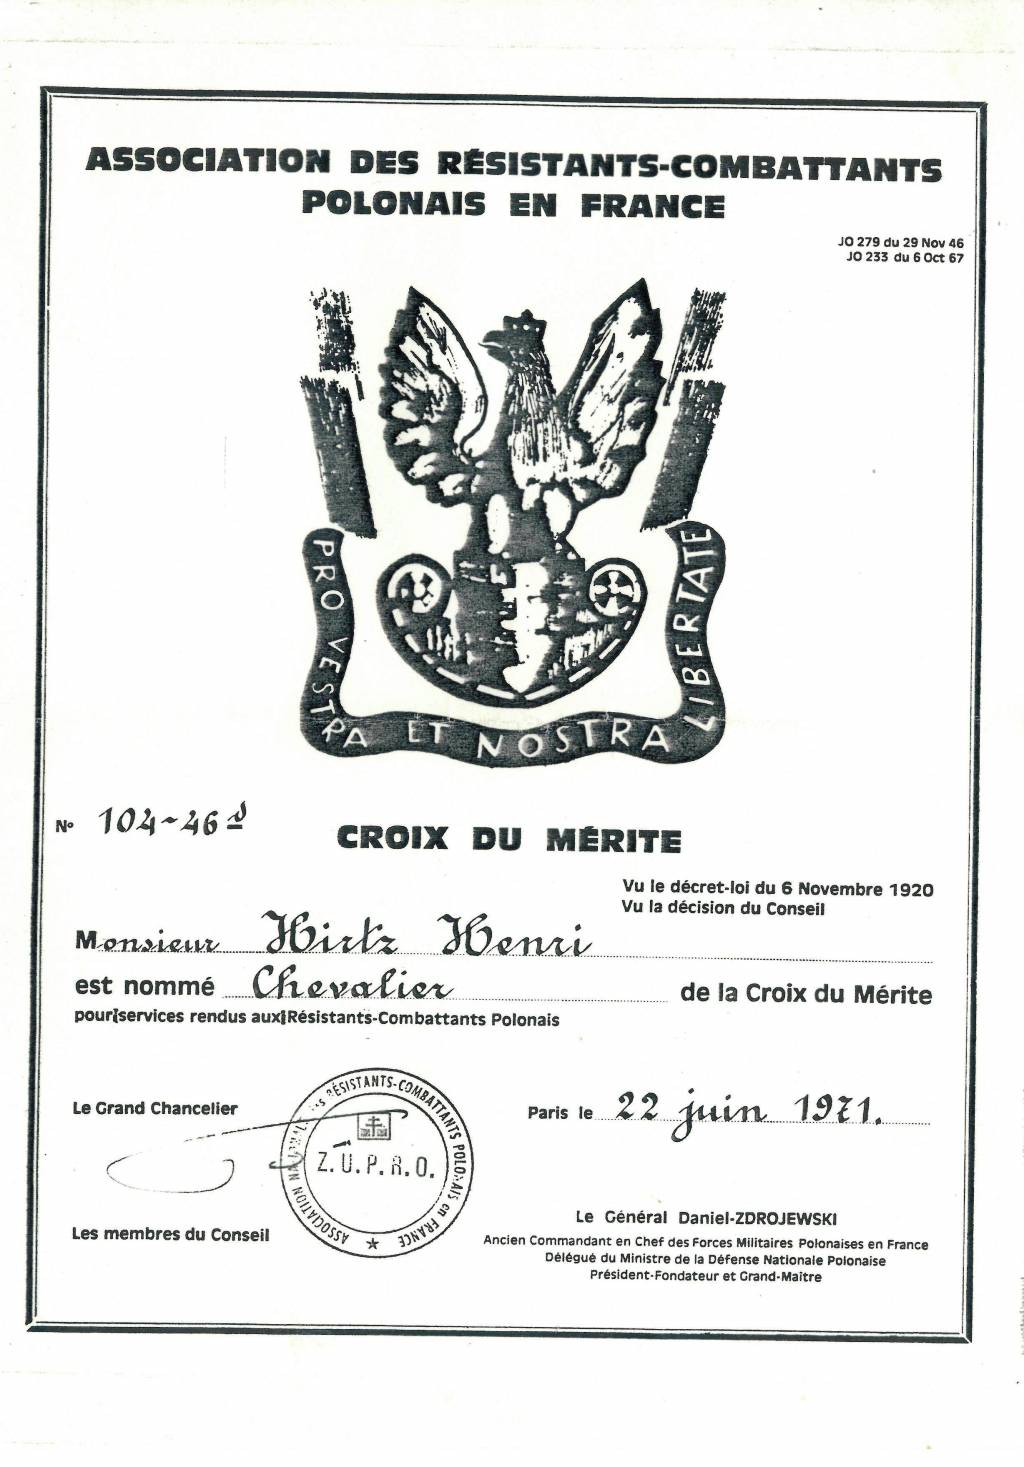 ASSOCIATION DES RÉSISTANTS-COMBATTANTS
POLONAIS EN FRANCE
JO 279 du 29 Nov 46
JO 233 du 6 Oct 67
PRO VESTRA ET NOSTRA LIBERTATE
N° 104-46
CROIX DU MÉRITE
Vu le décret-loi du 6 Novembre 1920
Vu la décision du Conseil
Monsieur Hirtz Henri
est nommé Chevalier de la Croix du Mérite
pour services rendus aux Résistants-Combattants Polonais
Le Grand Chancelier
ASSOCIATION NATIONALE des RÉSISTANTS-COMBATTANTS POLONAIS en FRANCE
Z.U.P.R.O.
Paris le 22 juin 1971.
Les membres du Conseil
Le Général Daniel-ZDROJEWSKI
Ancien Commandant en Chef des Forces Militaires Polonaises en France
Délégué du Ministre de la Défense Nationale Polonaise
Président-Fondateur et Grand-Maître